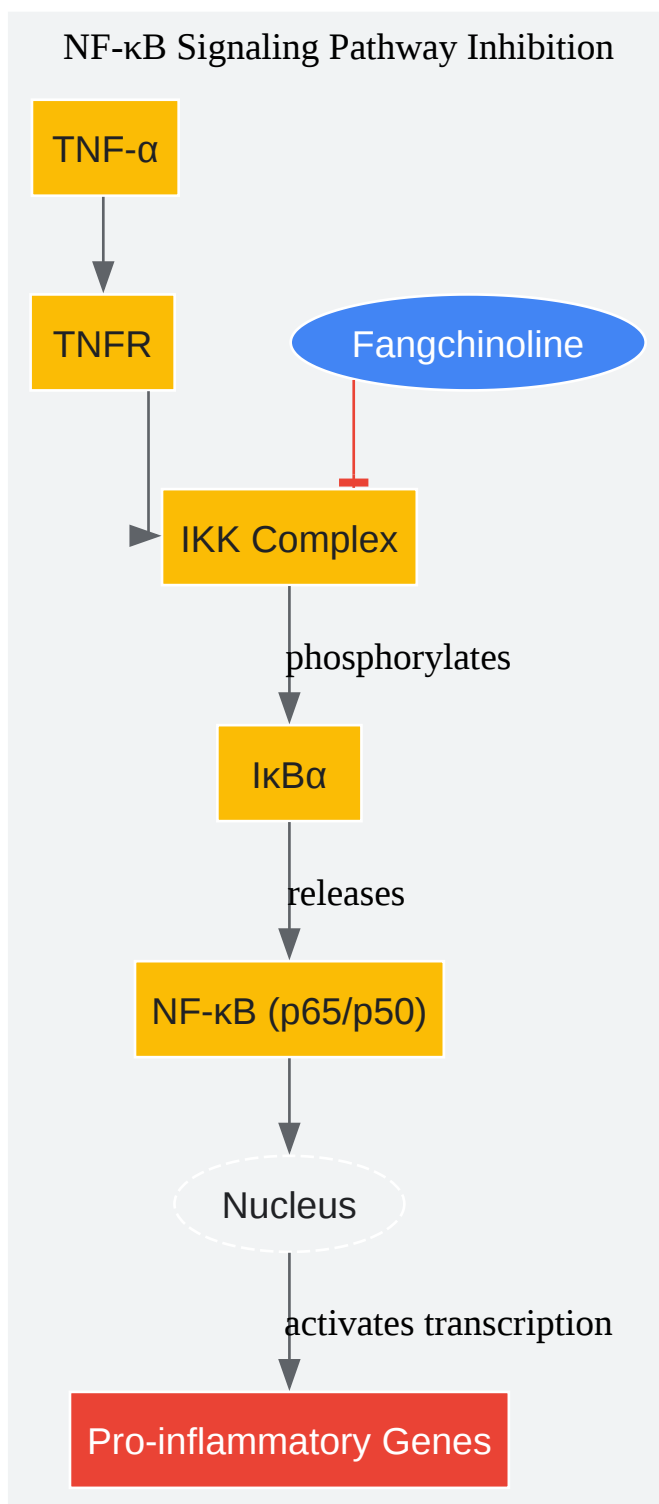 NF-κB Signaling Pathway Inhibition
TNF-α
TNFR
Fangchinoline
IKK Complex
phosphorylates
IκBα
releases
NF-κB (p65/p50)
Nucleus
activates transcription
Pro-inflammatory Genes